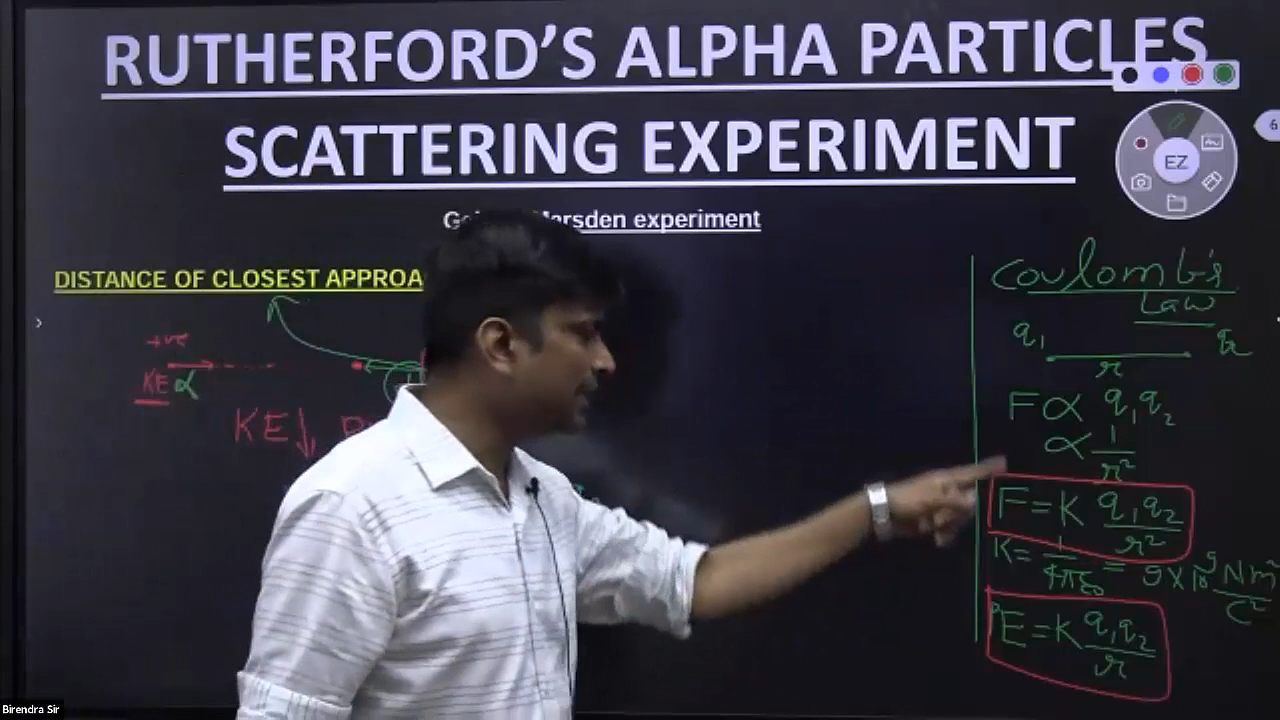 RUTHERFORD'S ALPHA PARTICLES
SCATTERING EXPERIMENT
EZ
6
Marsden experiment
DISTANCE OF CLOSEST APPROA
+ve
KE α
KE↓
Coulomb's
Law
q₁ q₂
r
F ∝ q₁q₂
∝ 1/r²
F = K q₁q₂/r²
K = 1/4πε₀ = 9×10⁹ Nm²/C²
PE = K q₁q₂/r
Birendra Sir